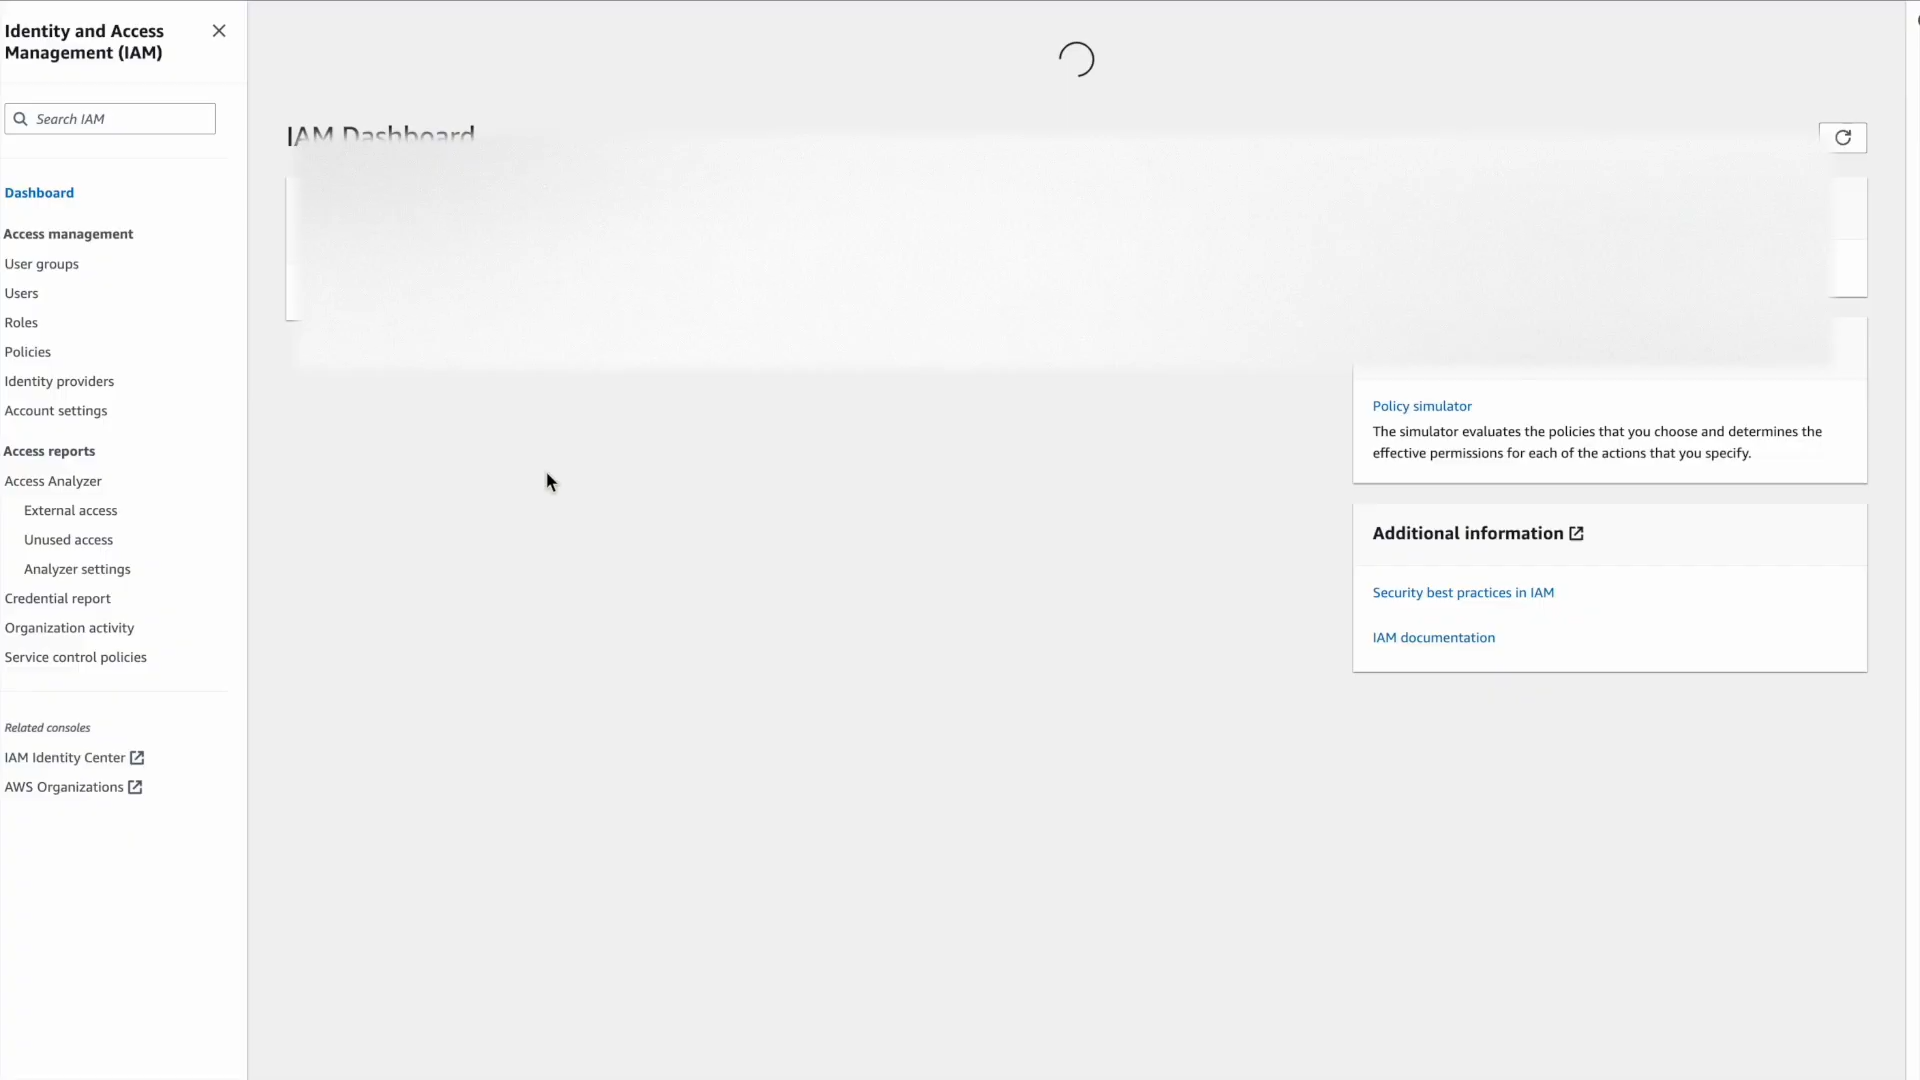 Identity and Access
Management (IAM)
Search IAM
Dashboard
Access management
User groups
Users
Roles
Policies
Identity providers
Account settings
Access reports
Access Analyzer
External access
Unused access
Analyzer settings
Credential report
Organization activity
Service control policies
Related consoles
IAM Identity Center
AWS Organizations
IAM Dashboard
Policy simulator
The simulator evaluates the policies that you choose and determines the
effective permissions for each of the actions that you specify.
Additional information
Security best practices in IAM
IAM documentation